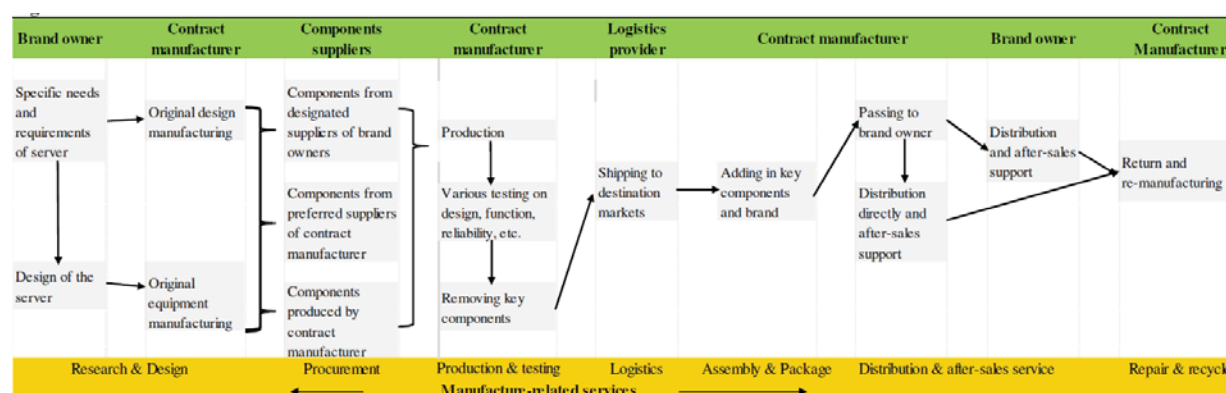 Brand owner
Contract
manufacturer
Components
suppliers
Contract
manufacturer
Logistics
provider
Contract manufacturer
Brand owner
Contract
Manufacturer
Specific needs
and
requirements
of server
Design of the
server
Original design
manufacturing
Original
equipment
manufacturing
Components from
designated
suppliers of brand
owners
Components from
preferred suppliers
of contract
manufacturer
Components
produced by
contract
manufacturer
Production
Various testing on
design, function,
reliability, etc.
Removing key
components
Shipping to
destination
markets
Adding in key
components
and brand
Passing to
brand owner
Distribution
directly and
after-sales
support
Distribution
and after-sales
support
Return and
re-manufacturing
Research & Design
Procurement
Production & testing
Logistics
Assembly & Package
Distribution & after-sales service
Repair & recycle
Manufacture-related services